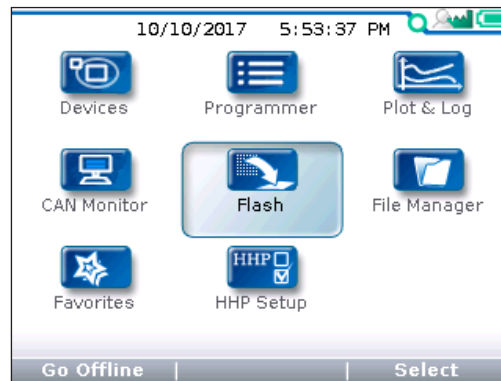 10/10/2017 5:53:37 PM
Devices Programmer Plot & Log
CAN Monitor Flash File Manager
HHP
Favorites HHP Setup
Go Offline | | Select